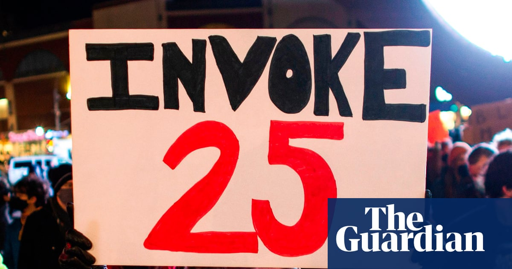 INVOKE
25
The
Guardian